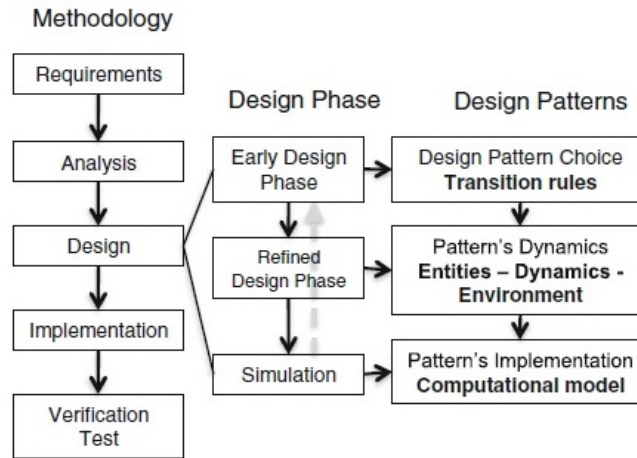 Methodology
Requirements
Analysis
Design
Implementation
Verification
Test
Design Phase
Early Design
Phase
Refined
Design Phase
Simulation
Design Patterns
Design Pattern Choice
Transition rules
Pattern's Dynamics
Entities – Dynamics -
Environment
Pattern's Implementation
Computational model